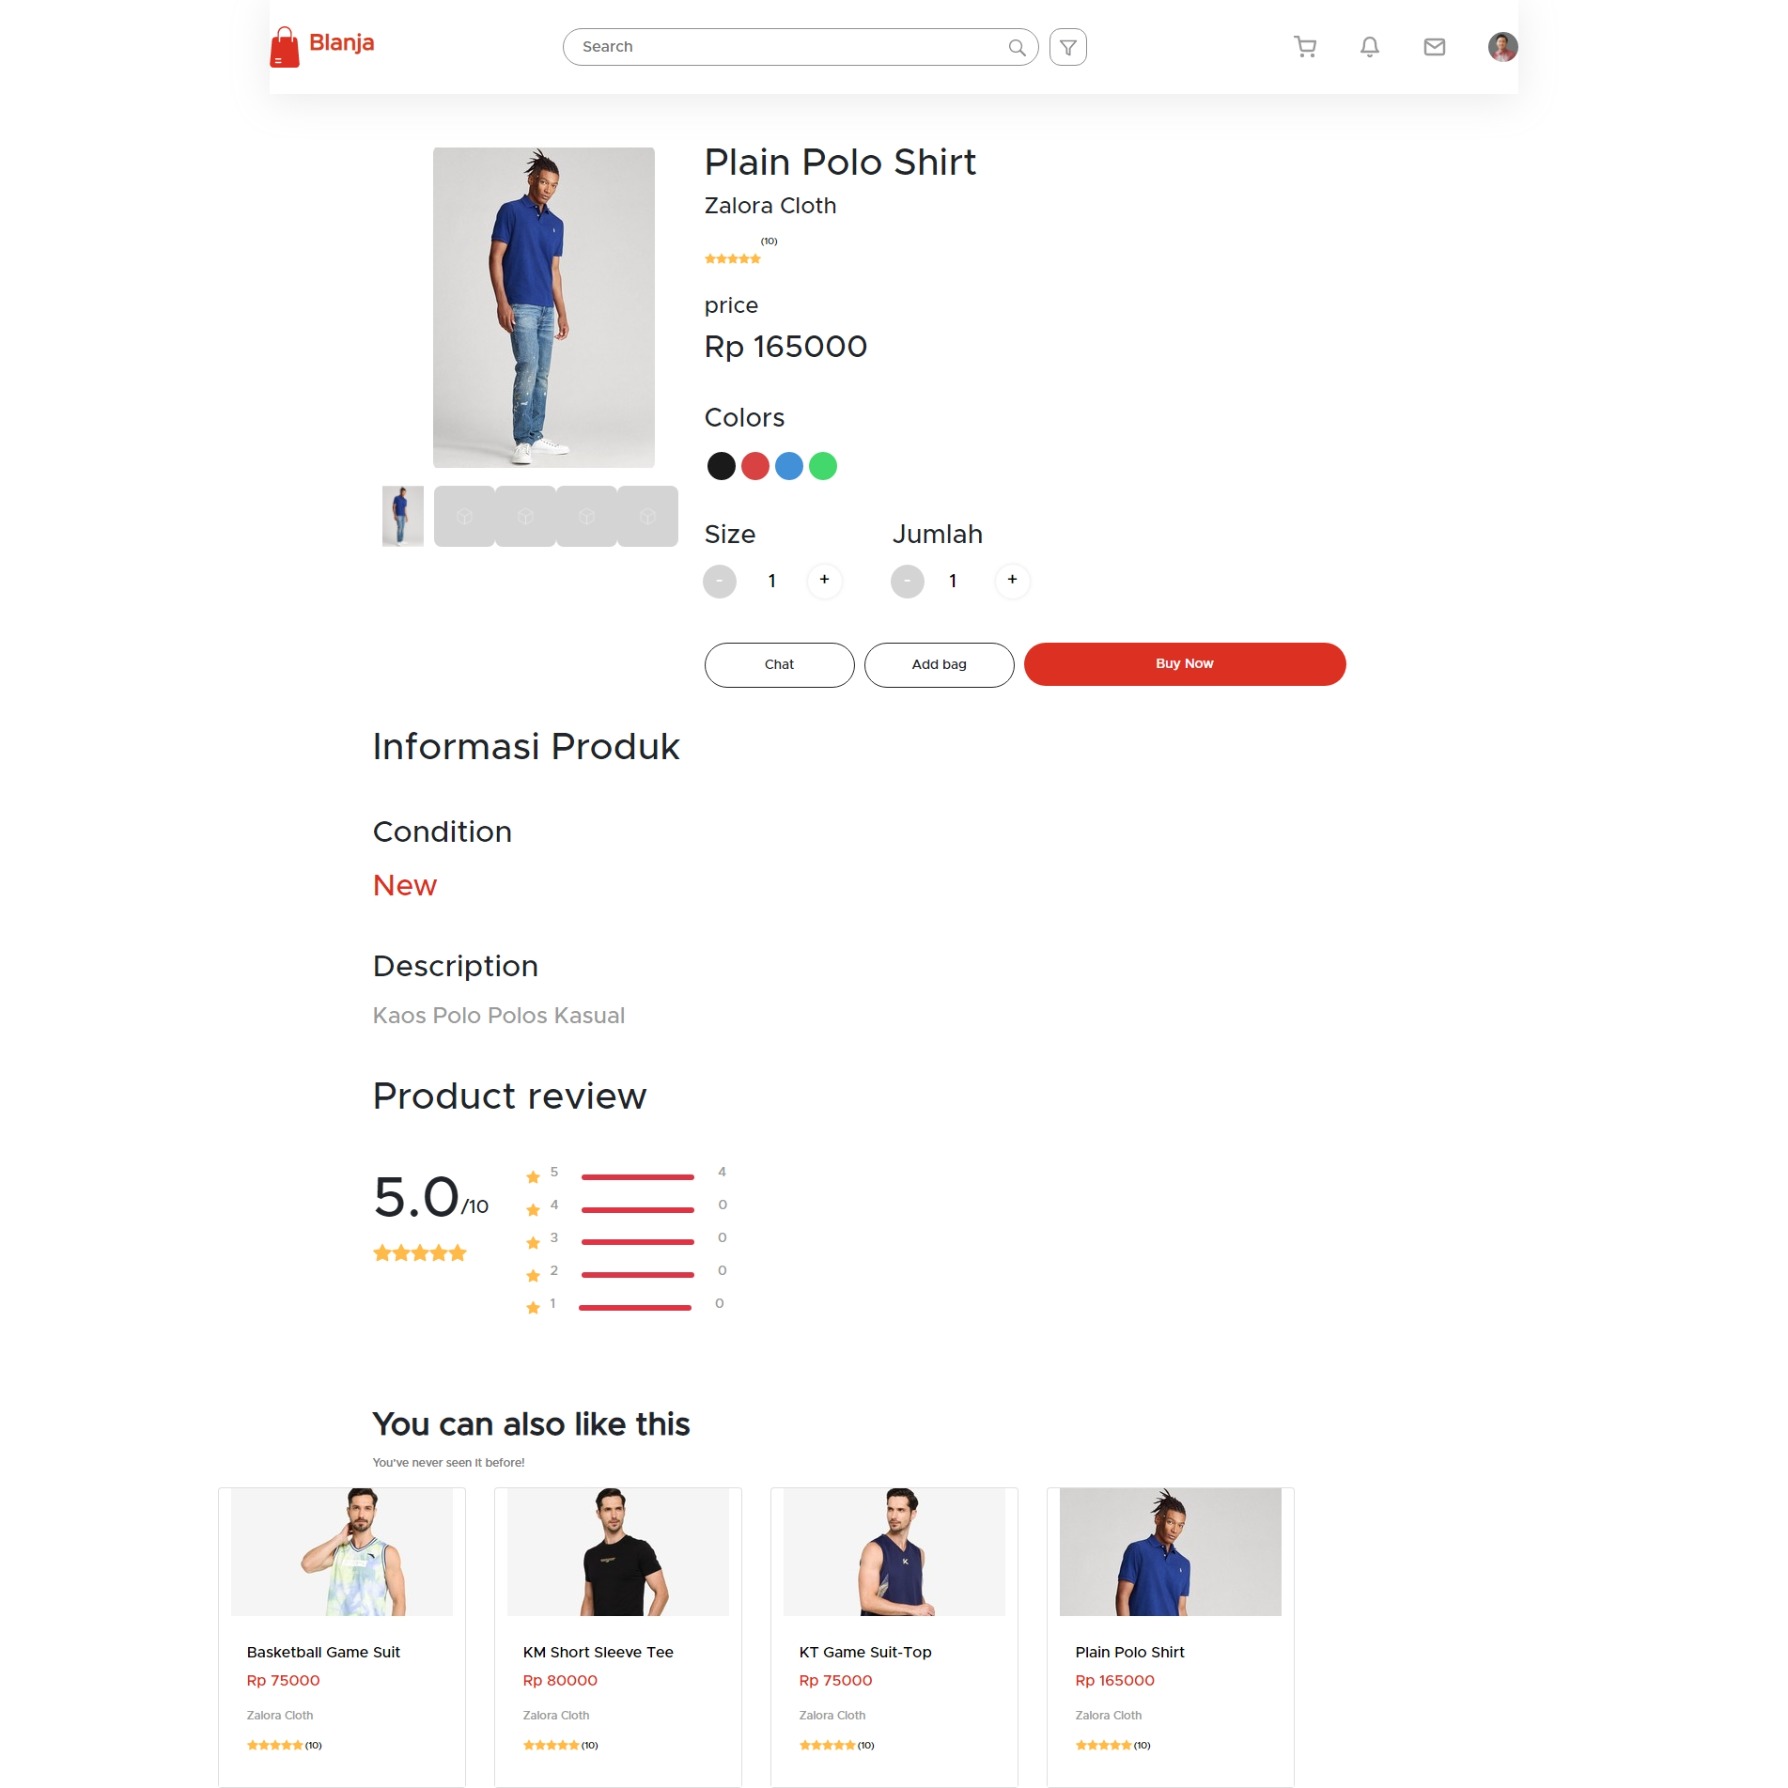 Blanja
Search
Plain Polo Shirt
Zalora Cloth
(10)
price
Rp 165000
Colors
Size Jumlah
- 1 + - 1 +
Chat Add bag Buy Now
Informasi Produk
Condition
New
Description
Kaos Polo Polos Kasual
Product review
5.0/10
5 4
4 0
3 0
2 0
1 0
You can also like this
You've never seen it before!
Basketball Game Suit
Rp 75000
Zalora Cloth
(10)
KM Short Sleeve Tee
Rp 80000
Zalora Cloth
(10)
KT Game Suit-Top
Rp 75000
Zalora Cloth
(10)
Plain Polo Shirt
Rp 165000
Zalora Cloth
(10)